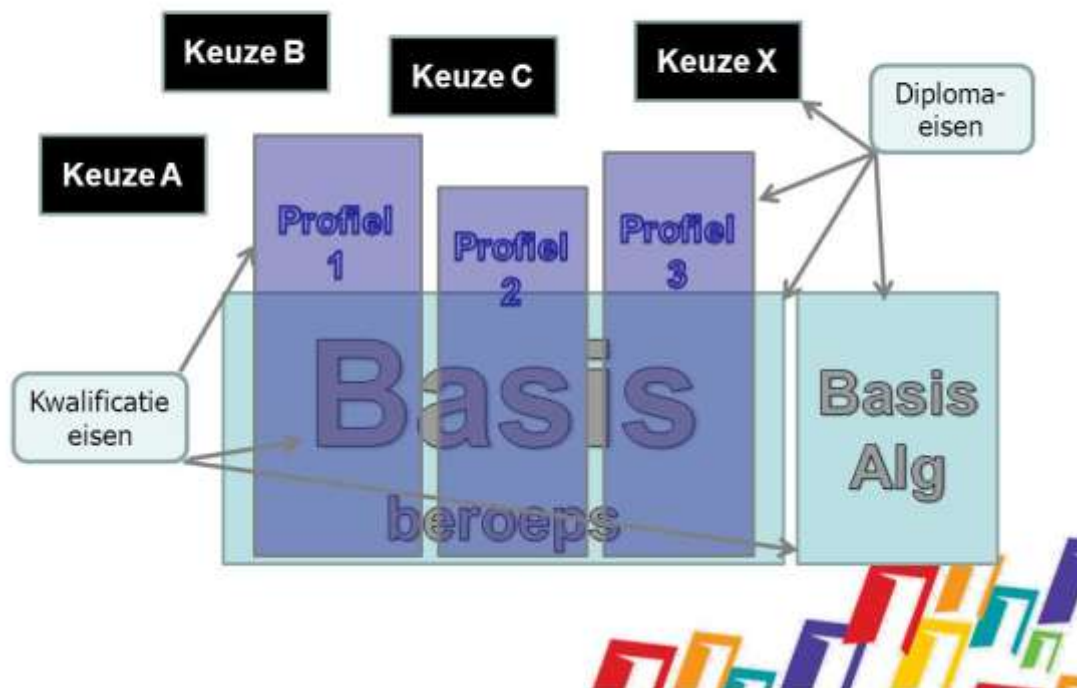 Keuze B
Keuze C
Keuze X
Diploma-
eisen
Keuze A
Profiel
1
Profiel
2
Profiel
3
Kwalificatie
eisen
Basis
beroeps
Basis
Alg